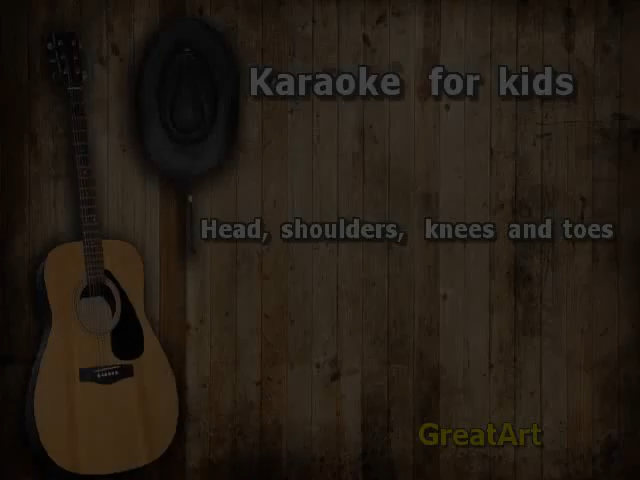 Karaoke for kids
Head, shoulders, knees and toes
GreatArt